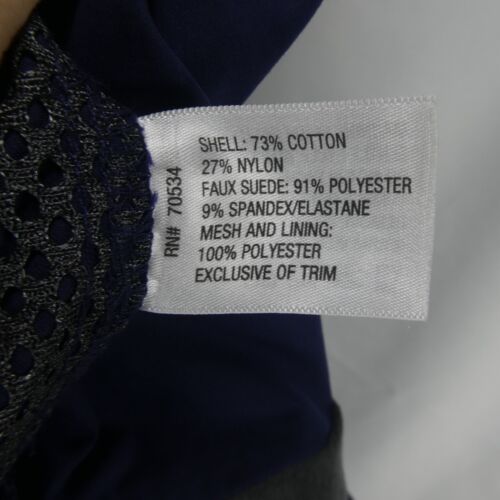 SHELL: 73% COTTON
27% NYLON
FAUX SUEDE: 91% POLYESTER
9% SPANDEX/ELASTANE
MESH AND LINING:
100% POLYESTER
EXCLUSIVE OF TRIM
RN# 70534